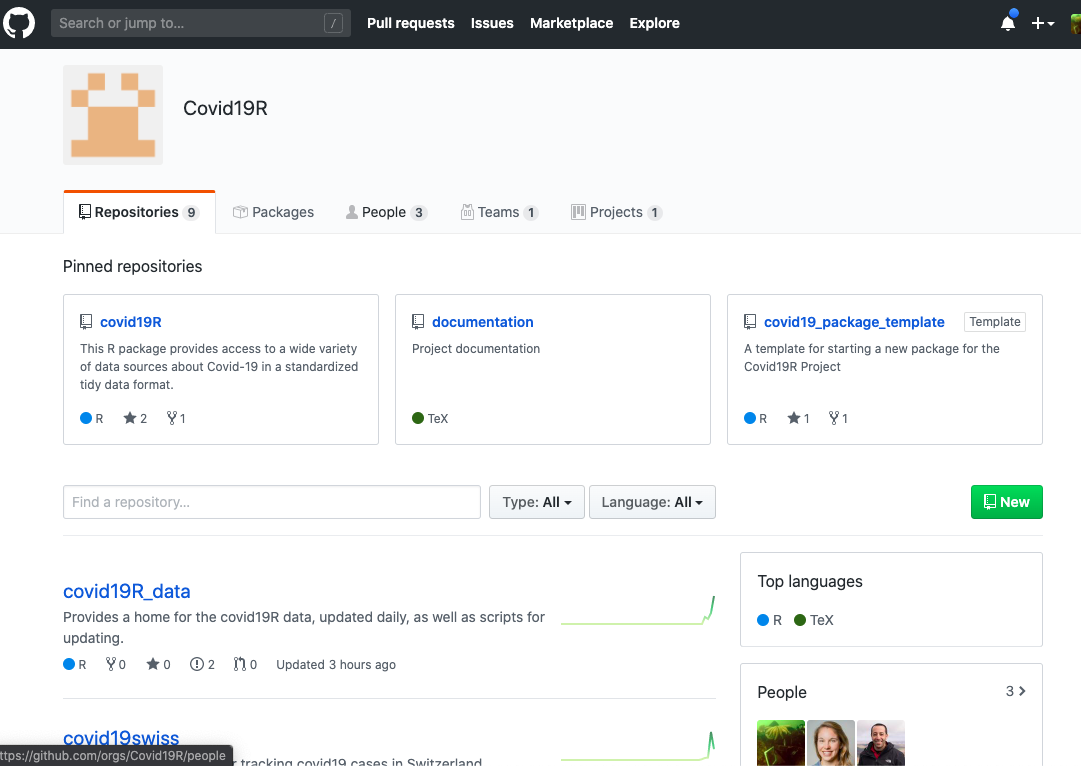 Search or jump to... / Pull requests Issues Marketplace Explore
Covid19R
Repositories 9 Packages People 3 Teams 1 Projects 1
Pinned repositories
covid19R
This R package provides access to a wide variety
of data sources about Covid-19 in a standardized
tidy data format.
R 2 1
documentation
Project documentation
TeX
covid19_package_template Template
A template for starting a new package for the
Covid19R Project
R 1 1
Find a repository... Type: All Language: All New
covid19R_data
Provides a home for the covid19R data, updated daily, as well as scripts for
updating.
R 0 0 2 0 Updated 3 hours ago
Top languages
R TeX
People 3
covid19swiss
tracking covid19 cases in Switzerland
ttps://github.com/orgs/Covid19R/people